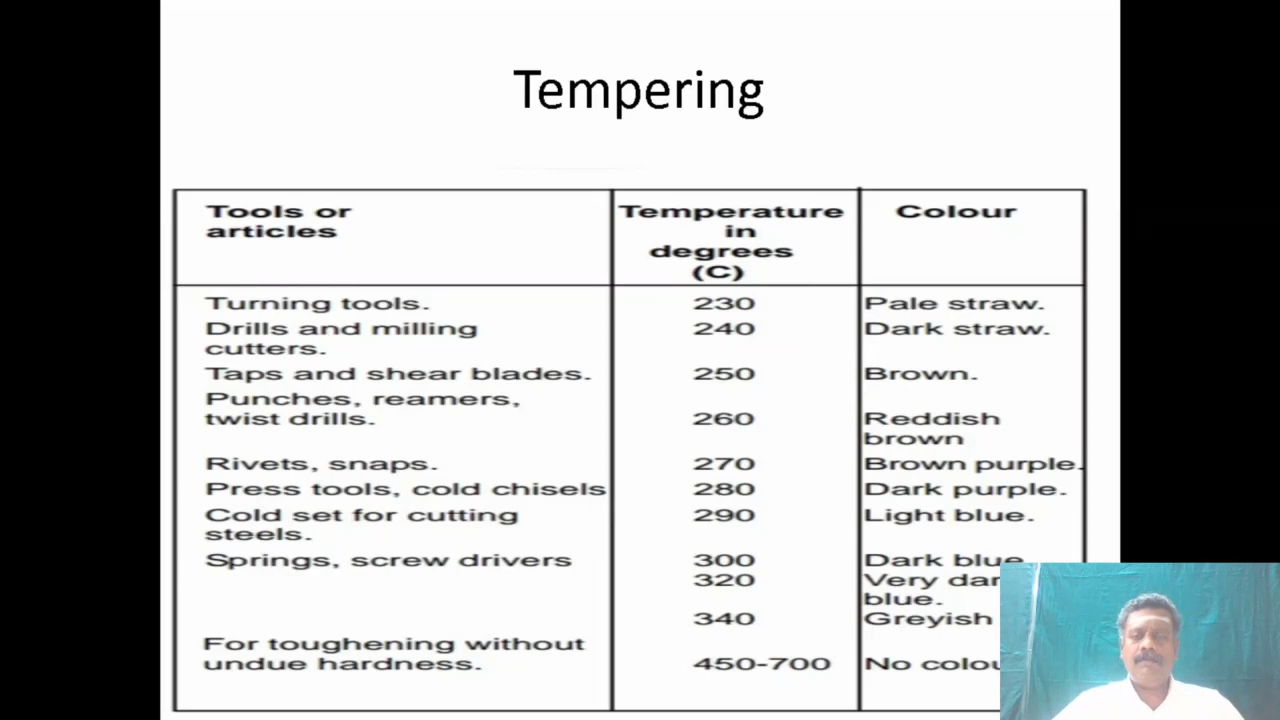 Tempering
Tools or articles | Temperature in degrees (C) | Colour
Turning tools. 230 Pale straw.
Drills and milling cutters. 240 Dark straw.
Taps and shear blades. 250 Brown.
Punches, reamers, twist drills. 260 Reddish brown
Rivets, snaps. 270 Brown purple.
Press tools, cold chisels 280 Dark purple.
Cold set for cutting steels. 290 Light blue.
Springs, screw drivers 300 Dark blue
320 Very blue.
340 Greyish
For toughening without undue hardness. 450-700 No